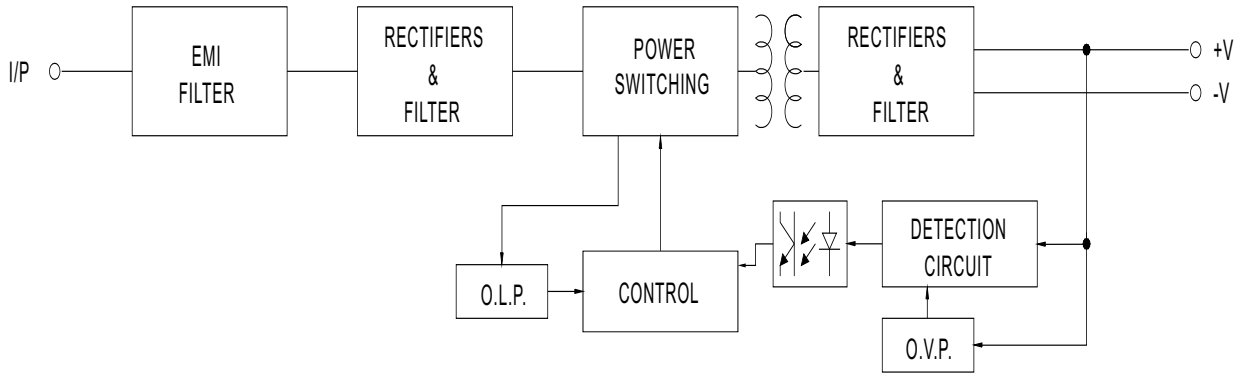 I/P
EMI
FILTER
RECTIFIERS
&
FILTER
POWER
SWITCHING
RECTIFIERS
&
FILTER
+V
-V
O.L.P.
CONTROL
DETECTION
CIRCUIT
O.V.P.